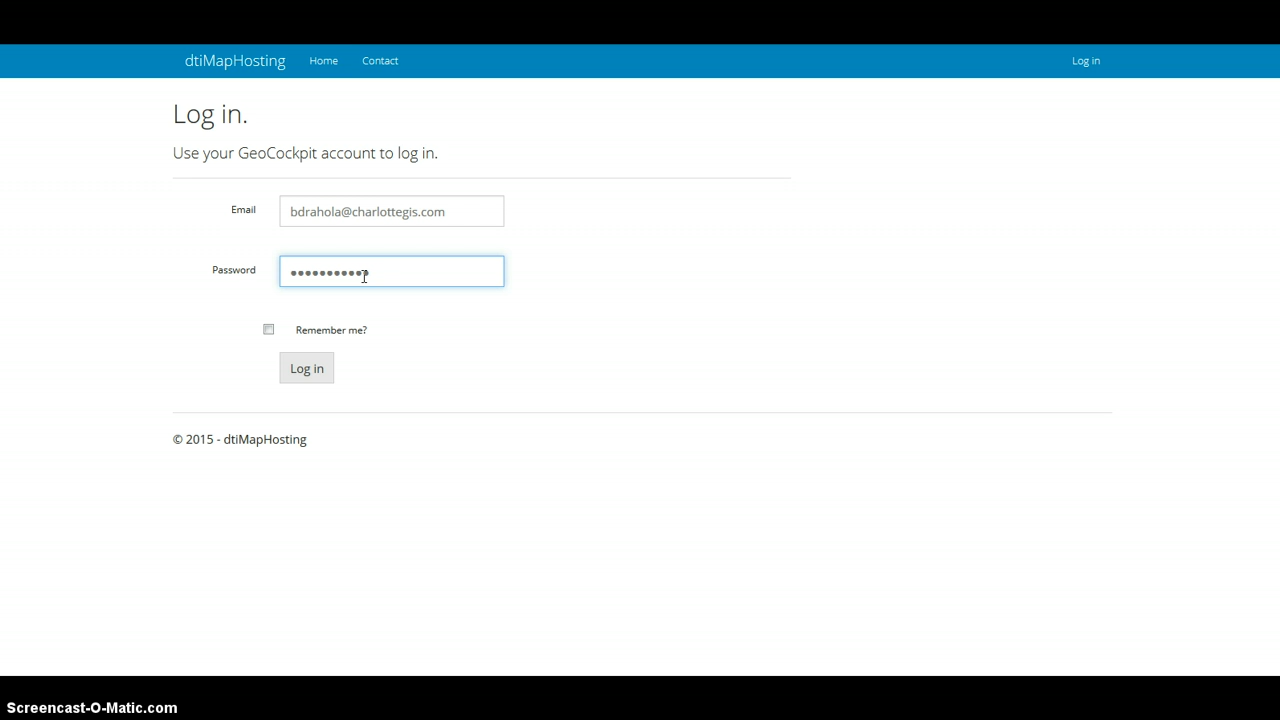 dtiMapHosting Home Contact Log in
Log in.
Use your GeoCockpit account to log in.
Email bdrahola@charlottegis.com
Password •••••••••••
Remember me?
Log in
© 2015 - dtiMapHosting
Screencast-O-Matic.com